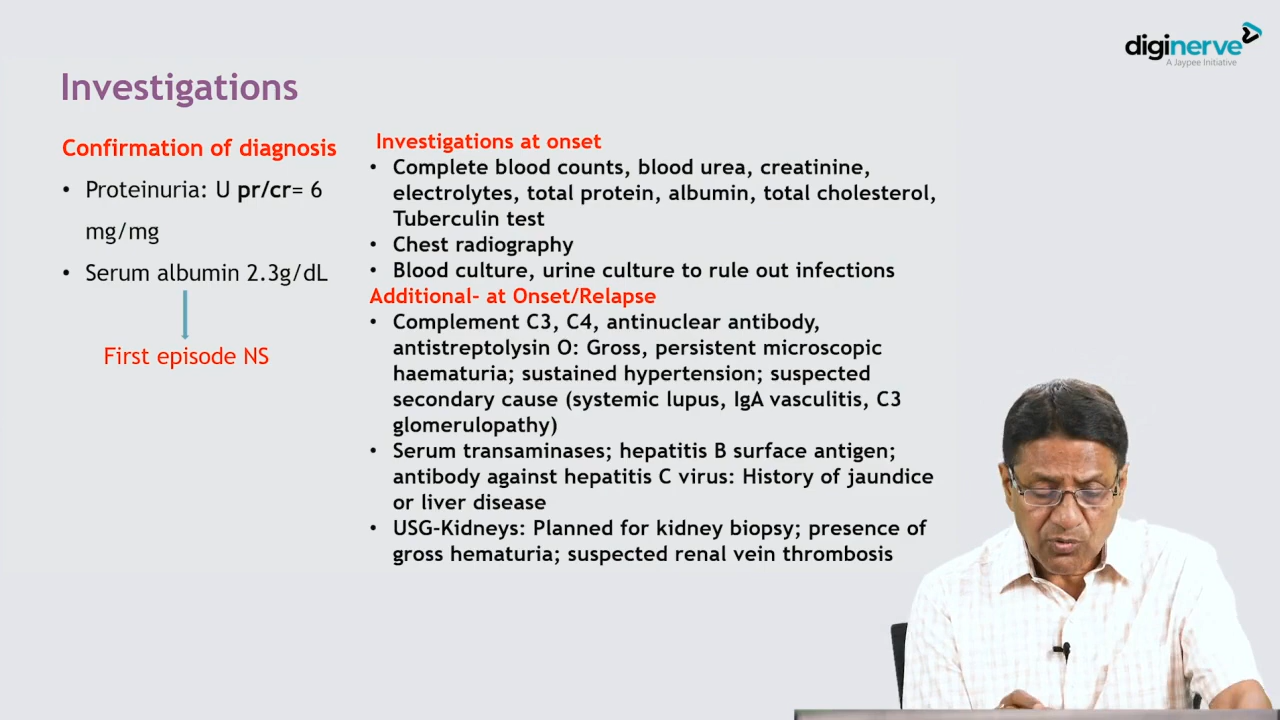 diginerve
A Jaypee Initiative
Investigations
Confirmation of diagnosis
• Proteinuria: U pr/cr= 6
mg/mg
• Serum albumin 2.3g/dL
First episode NS
Investigations at onset
• Complete blood counts, blood urea, creatinine,
electrolytes, total protein, albumin, total cholesterol,
Tuberculin test
• Chest radiography
• Blood culture, urine culture to rule out infections
Additional- at Onset/Relapse
• Complement C3, C4, antinuclear antibody,
antistreptolysin O: Gross, persistent microscopic
haematuria; sustained hypertension; suspected
secondary cause (systemic lupus, IgA vasculitis, C3
glomerulopathy)
• Serum transaminases; hepatitis B surface antigen;
antibody against hepatitis C virus: History of jaundice
or liver disease
• USG-Kidneys: Planned for kidney biopsy; presence of
gross hematuria; suspected renal vein thrombosis